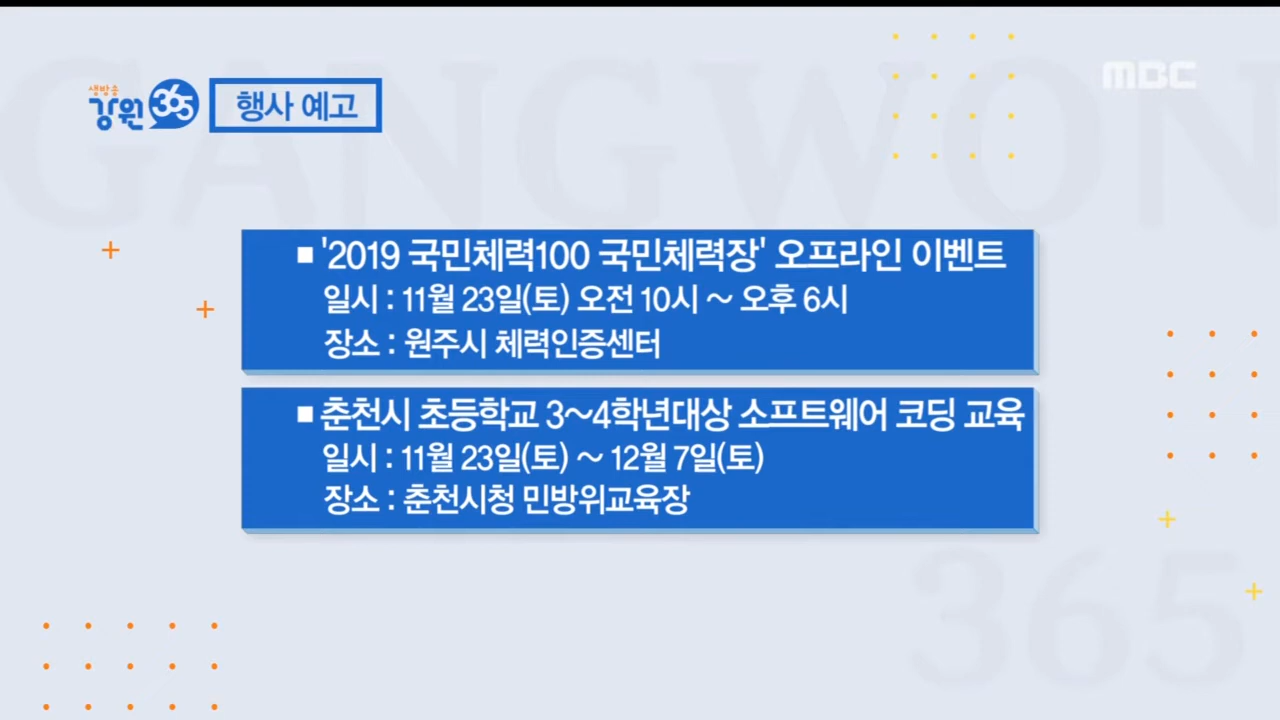 생방송
강원 365
행사 예고
MBC
GANGWON
■ '2019 국민체력100 국민체력장' 오프라인 이벤트
일시 : 11월 23일(토) 오전 10시 ~ 오후 6시
장소 : 원주시 체력인증센터
■ 춘천시 초등학교 3~4학년대상 소프트웨어 코딩 교육
일시 : 11월 23일(토) ~ 12월 7일(토)
장소 : 춘천시청 민방위교육장
365